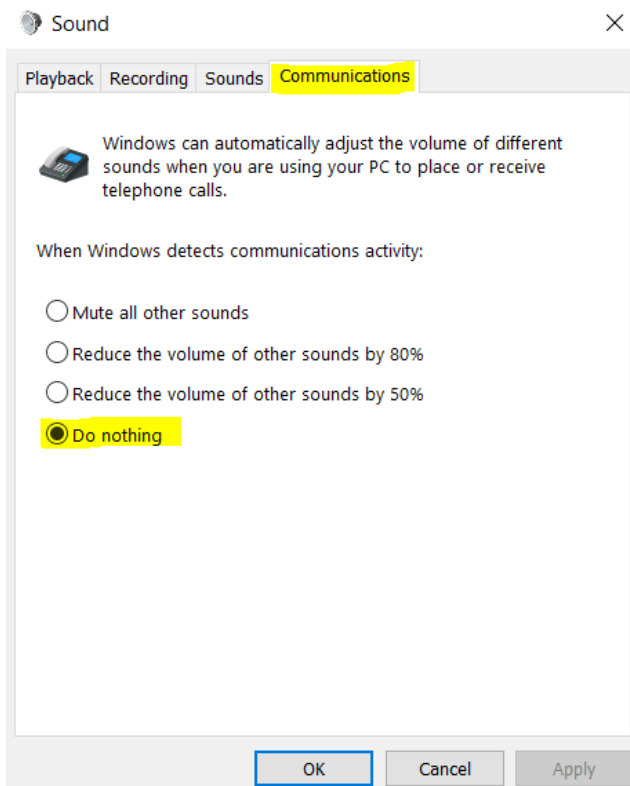 Sound
Playback Recording Sounds Communications
Windows can automatically adjust the volume of different
sounds when you are using your PC to place or receive
telephone calls.
When Windows detects communications activity:
Mute all other sounds
Reduce the volume of other sounds by 80%
Reduce the volume of other sounds by 50%
Do nothing
OK Cancel Apply